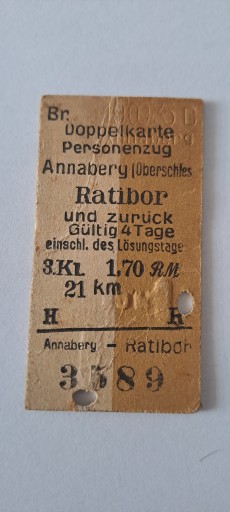 Br.
Doppelkarte
Personenzug
Annaberg (Oberschles
Ratibor
und zurück
Gültig 4 Tage
einschl. des Lösungstages
3. Kl. 1,70 RM
21 km
H R
Annaberg - Ratibor
3589